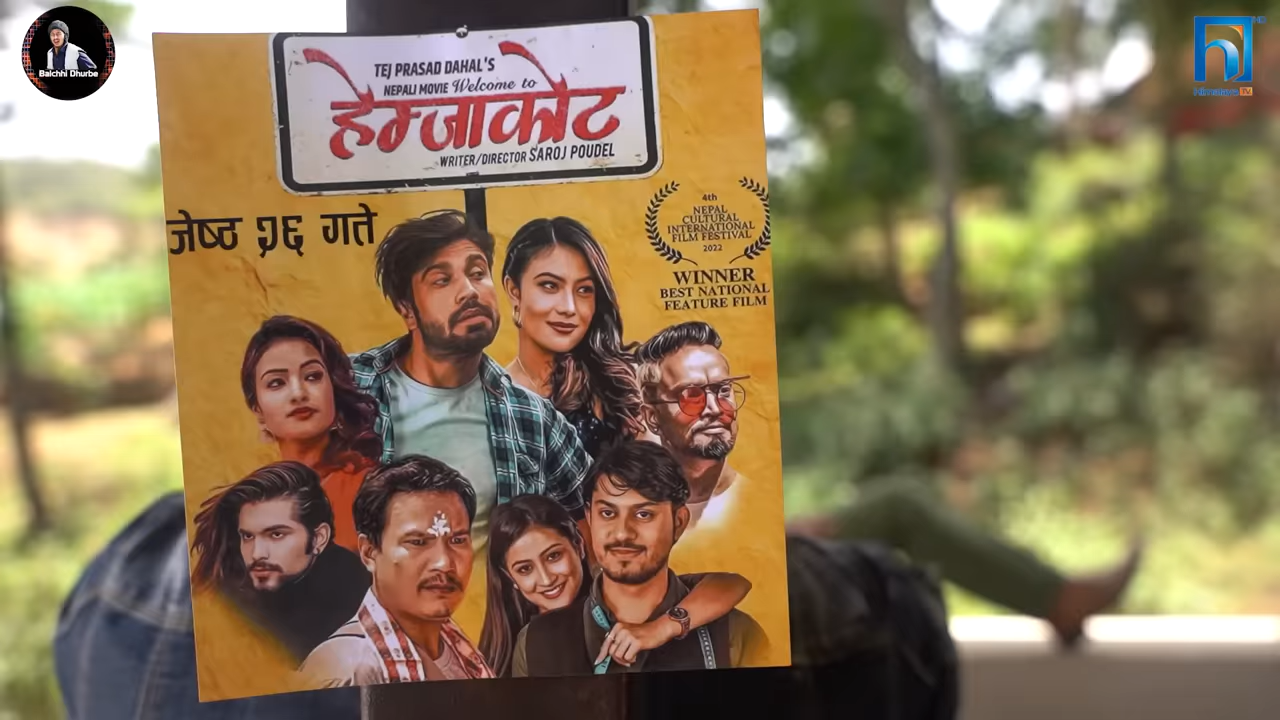 Baichhi Dhurbe
HD
Himalaya TV
TEJ PRASAD DAHAL'S
NEPALI MOVIE Welcome to
हेम्जाकोट
WRITER/DIRECTOR SAROJ POUDEL
जेष्ठ १६ गते
4th
NEPAL
CULTURAL
INTERNATIONAL
FILM FESTIVAL
2022
WINNER
BEST NATIONAL
FEATURE FILM